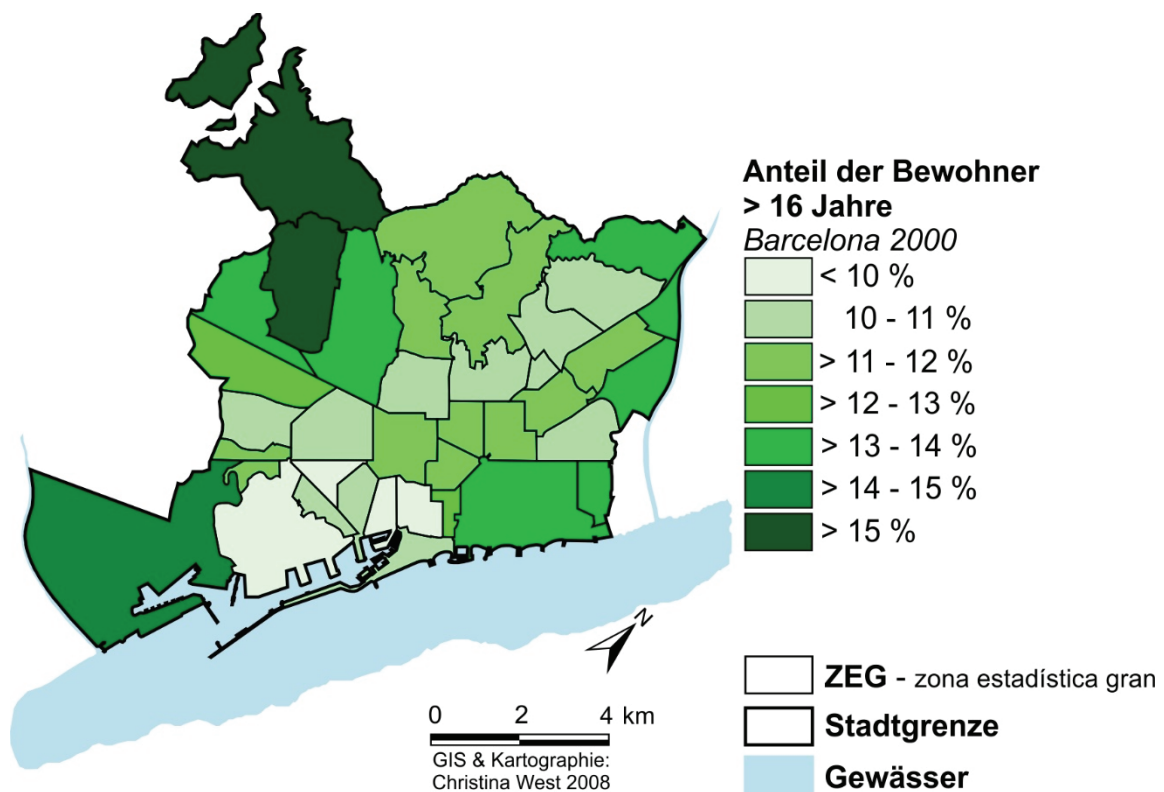 Anteil der Bewohner
> 16 Jahre
Barcelona 2000
< 10 %
10 - 11 %
> 11 - 12 %
> 12 - 13 %
> 13 - 14 %
> 14 - 15 %
> 15 %
N
0 2 4 km
GIS & Kartographie:
Christina West 2008
ZEG - zona estadística gran
Stadtgrenze
Gewässer